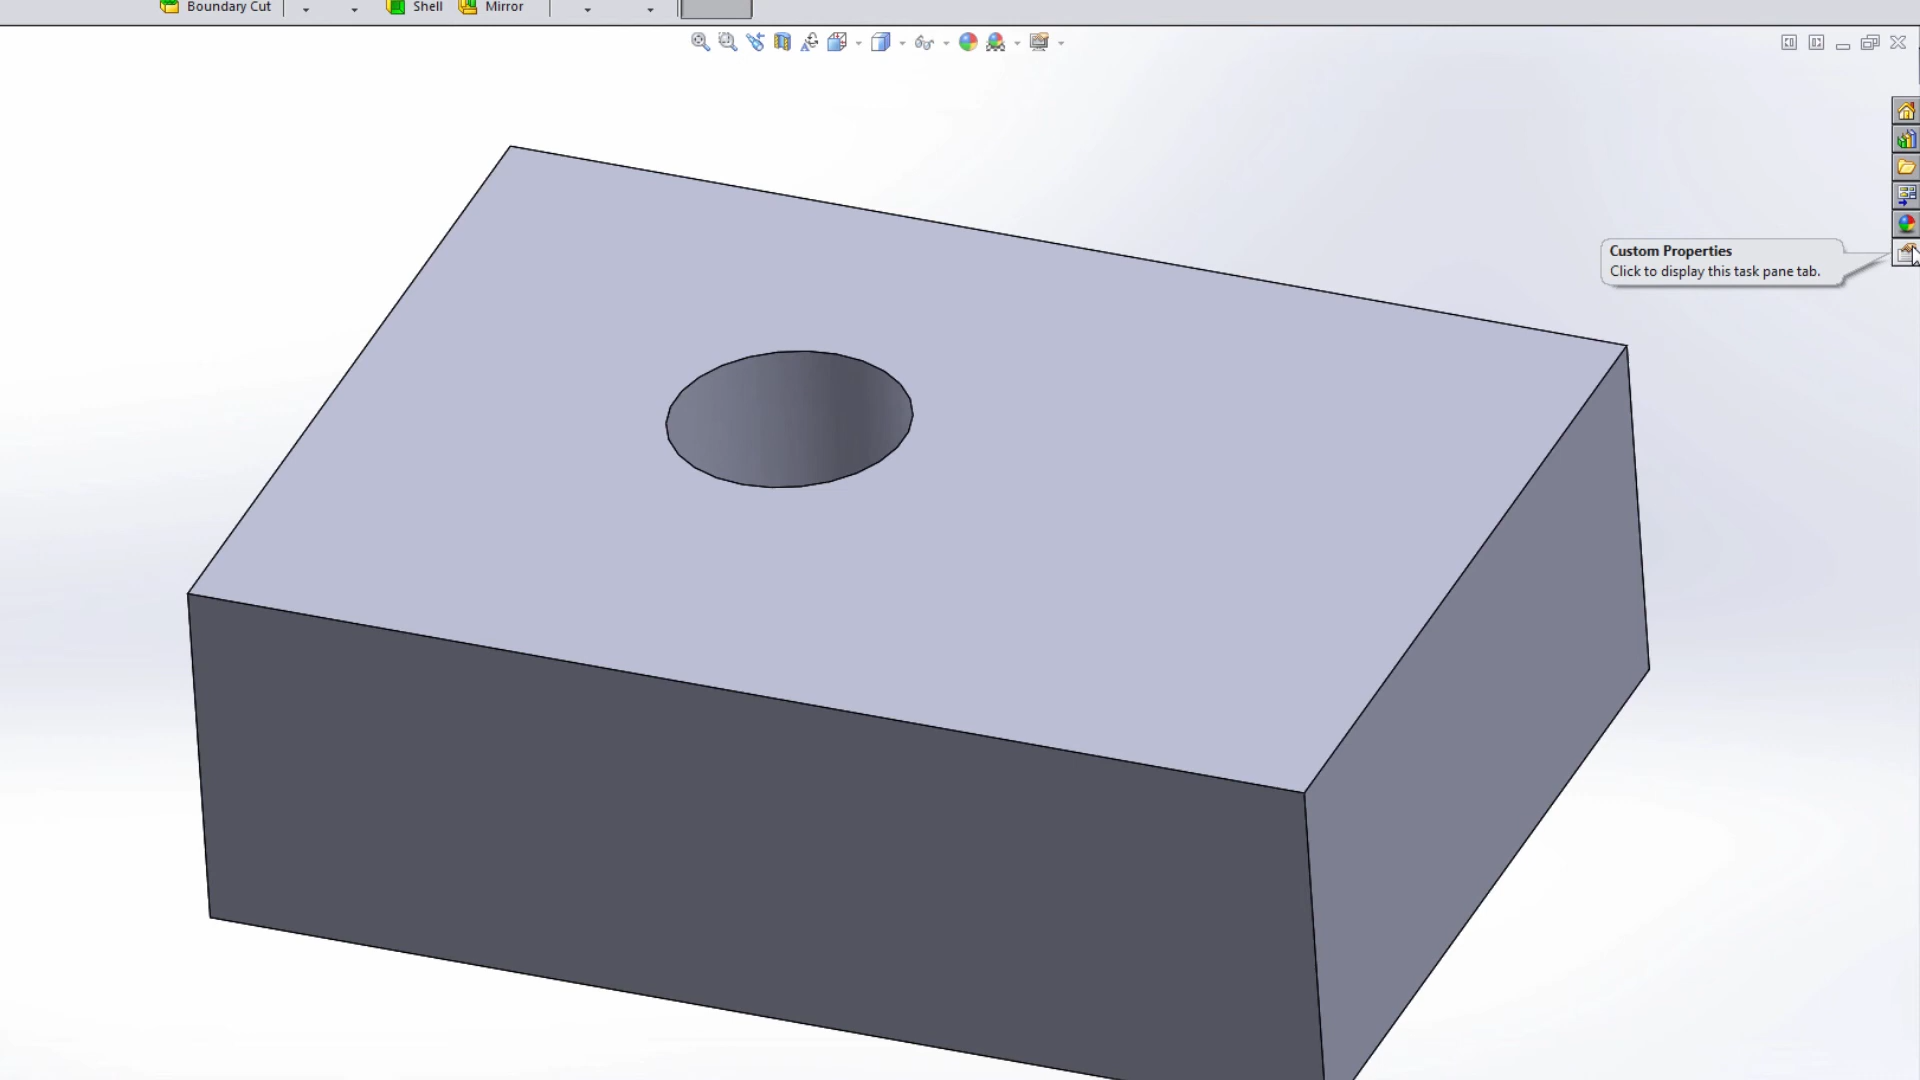 Boundary Cut
Shell
Mirror
Custom Properties
Click to display this task pane tab.